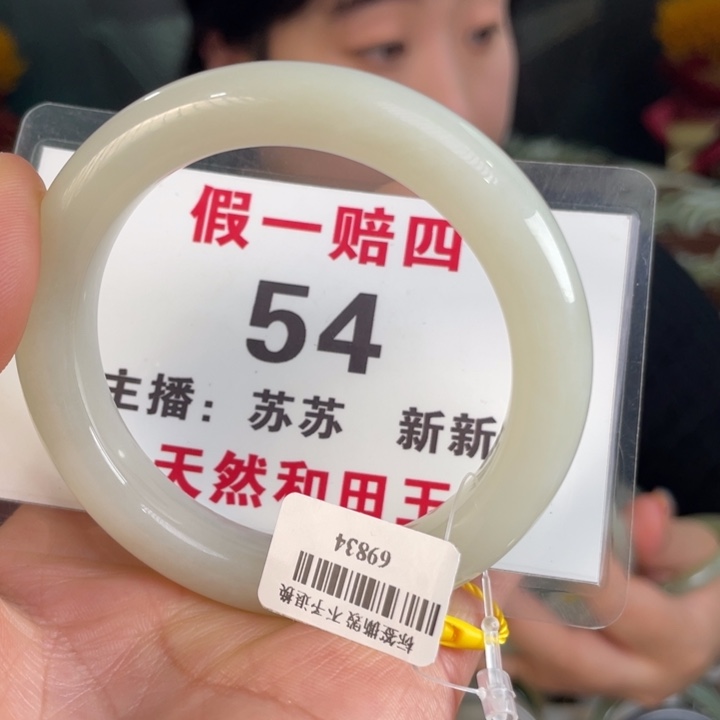 假一赔四
54
主播：苏苏 新新
天然和田玉
69834
标签撕毁不予退换